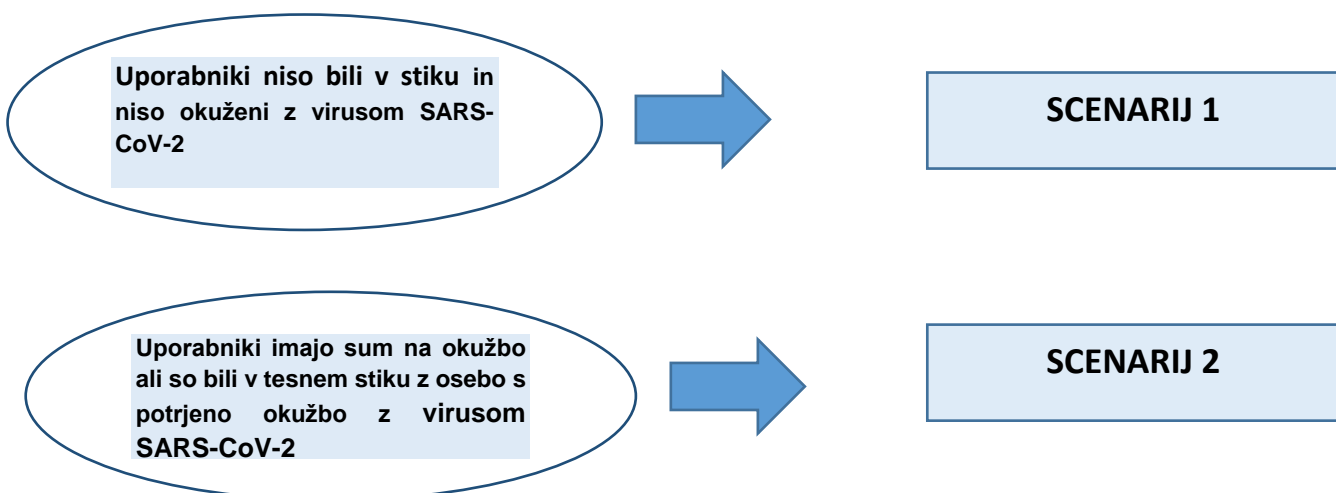 Uporabniki niso bili v stiku in
niso okuženi z virusom SARS-
CoV-2
SCENARIJ 1
Uporabniki imajo sum na okužbo
ali so bili v tesnem stiku z osebo s
potrjeno okužbo z virusom
SARS-CoV-2
SCENARIJ 2